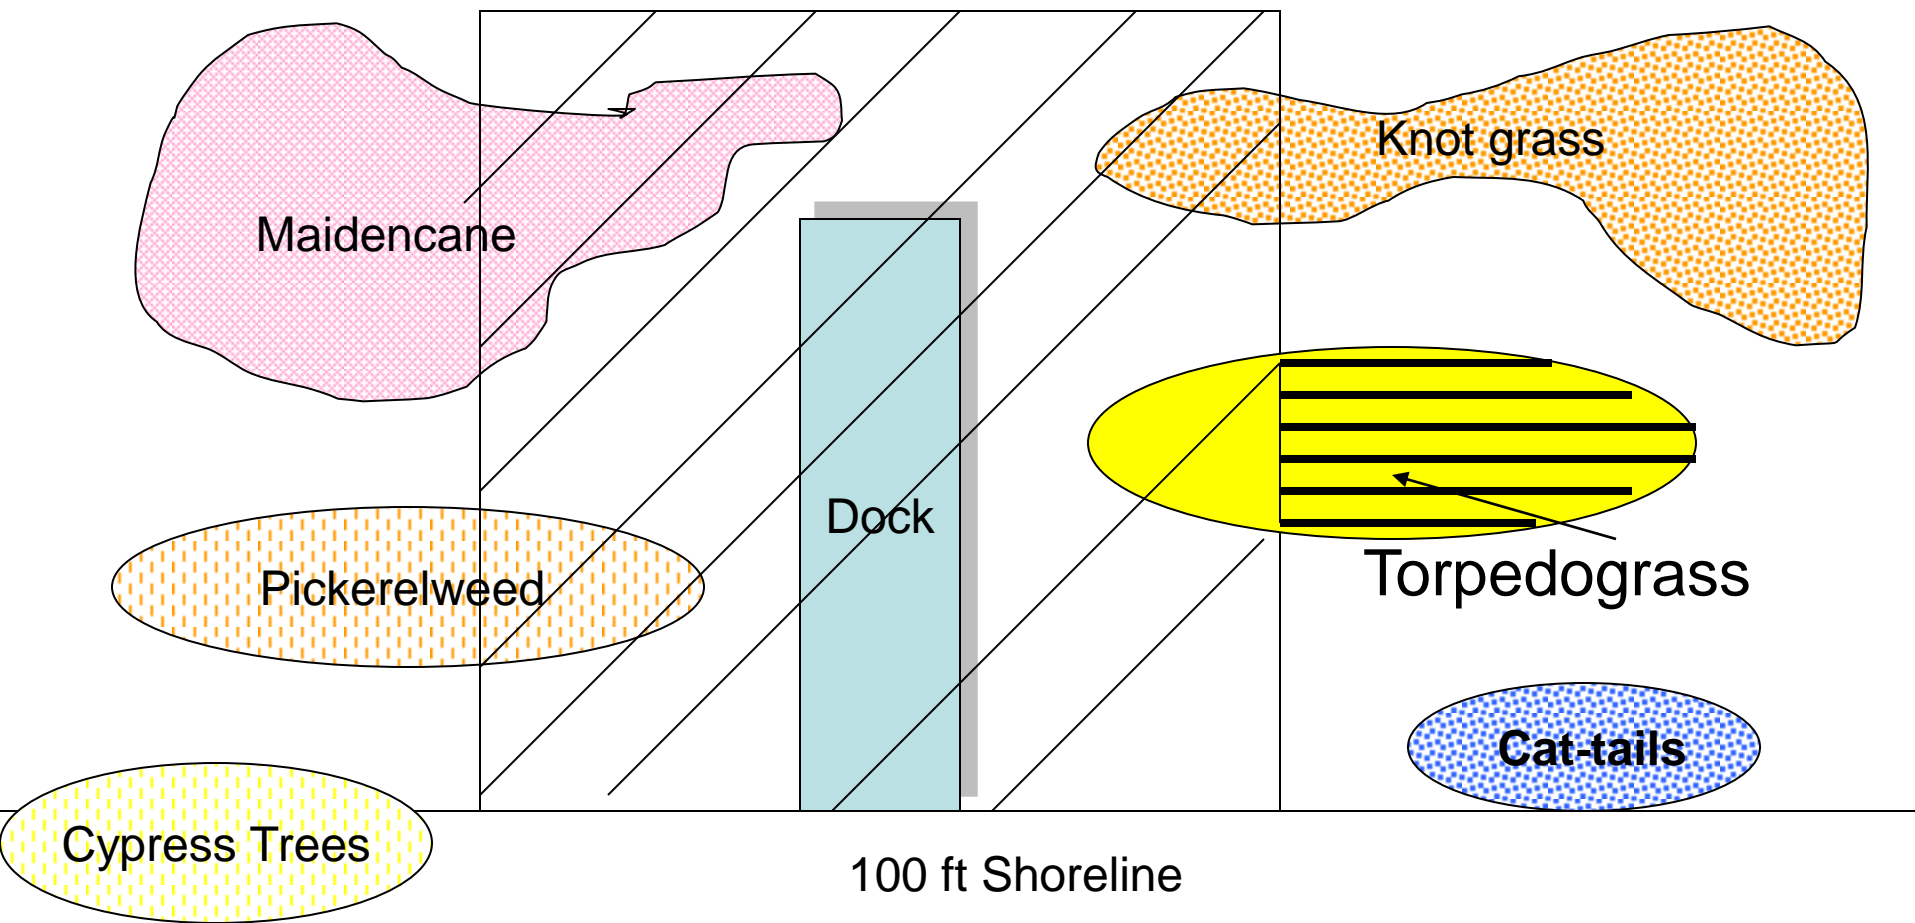 Knot grass
Maidencane
Dock
Pickerelweed
Torpedograss
Cat-tails
Cypress Trees
100 ft Shoreline